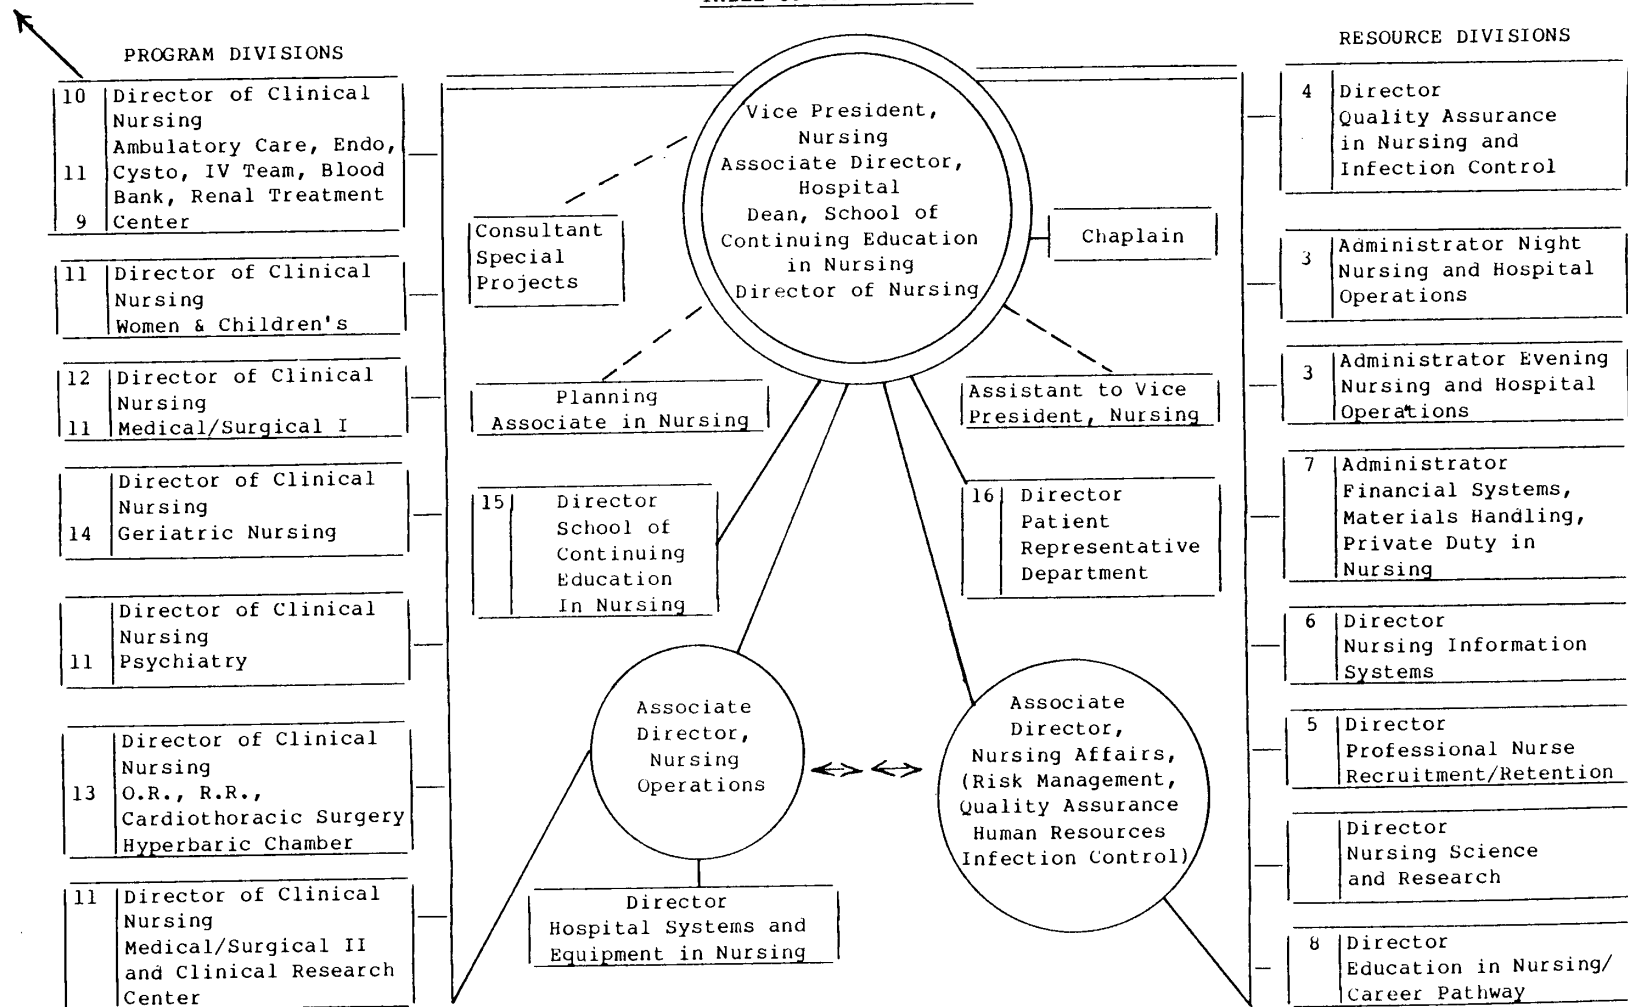 PROGRAM DIVISIONS
10 Director of Clinical
Nursing
Ambulatory Care, Endo,
11 Cysto, IV Team, Blood
Bank, Renal Treatment
9 Center
11 Director of Clinical
Nursing
Women & Children's
12 Director of Clinical
Nursing
11 Medical/Surgical I
Director of Clinical
Nursing
14 Geriatric Nursing
Director of Clinical
Nursing
11 Psychiatry
Director of Clinical
Nursing
13 O.R., R.R.,
Cardiothoracic Surgery
Hyperbaric Chamber
11 Director of Clinical
Nursing
Medical/Surgical II
and Clinical Research
Center
Vice President,
Nursing
Associate Director,
Hospital
Dean, School of
Continuing Education
in Nursing
Director of Nursing
Consultant
Special
Projects
Chaplain
Planning
Associate in Nursing
Assistant to Vice
President, Nursing
15 Director
School of
Continuing
Education
In Nursing
16 Director
Patient
Representative
Department
Associate
Director,
Nursing
Operations
Associate
Director,
Nursing Affairs,
(Risk Management,
Quality Assurance
Human Resources
Infection Control)
Director
Hospital Systems and
Equipment in Nursing
RESOURCE DIVISIONS
4 Director
Quality Assurance
in Nursing and
Infection Control
3 Administrator Night
Nursing and Hospital
Operations
3 Administrator Evening
Nursing and Hospital
Operations
7 Administrator
Financial Systems,
Materials Handling,
Private Duty in
Nursing
6 Director
Nursing Information
Systems
5 Director
Professional Nurse
Recruitment/Retention
Director
Nursing Science
and Research
8 Director
Education in Nursing/
Career Pathway